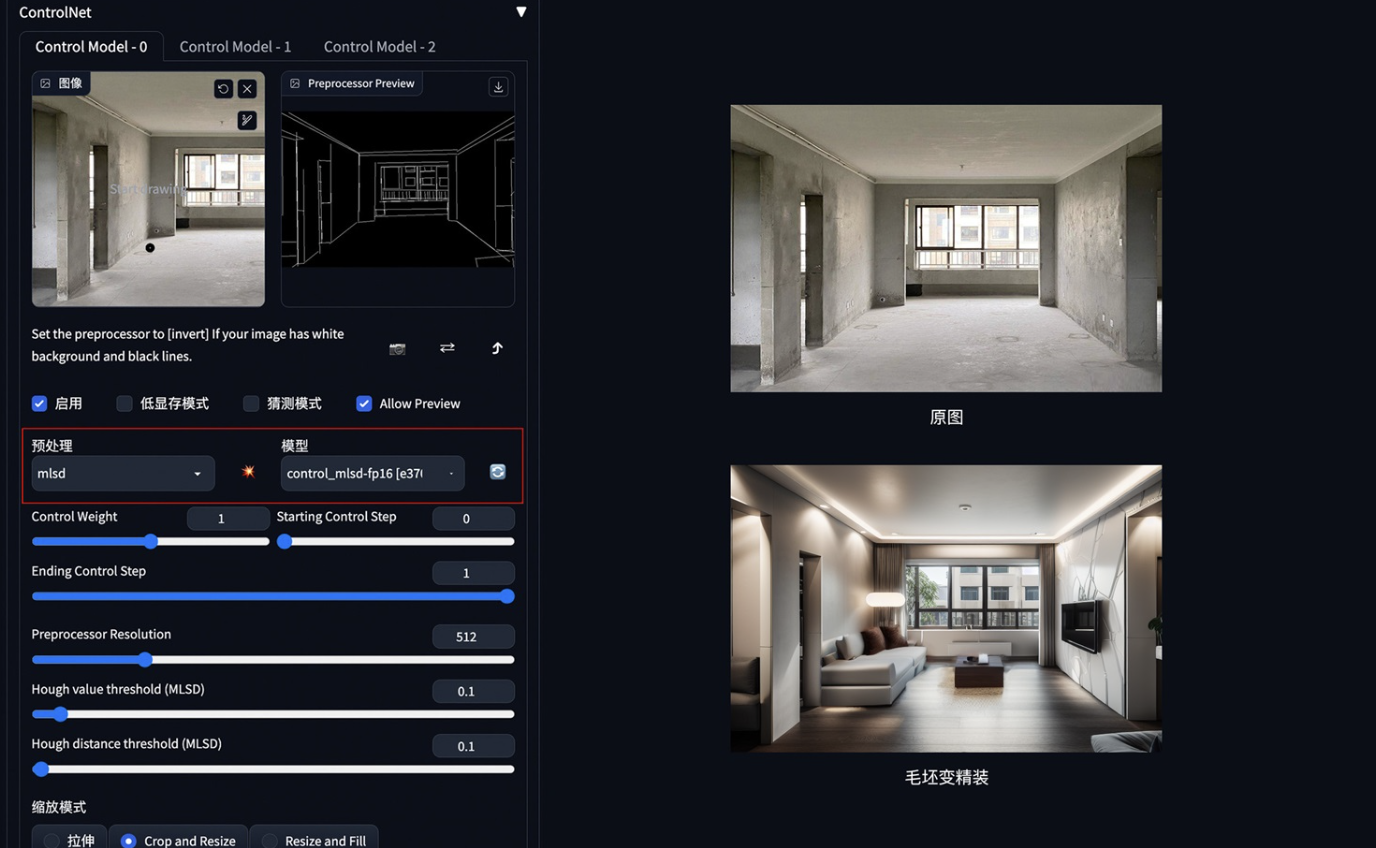 ControlNet
Control Model - 0
Control Model - 1
Control Model - 2
图像
Preprocessor Preview
Start drawing
Set the preprocessor to [invert] If your image has white
background and black lines.
启用
低显存模式
猜测模式
Allow Preview
预处理
模型
mlsd
control_mlsd-fp16 [e37
Control Weight
1
Starting Control Step
0
Ending Control Step
1
Preprocessor Resolution
512
Hough value threshold (MLSD)
0.1
Hough distance threshold (MLSD)
0.1
缩放模式
拉伸
Crop and Resize
Resize and Fill
原图
毛坯变精装